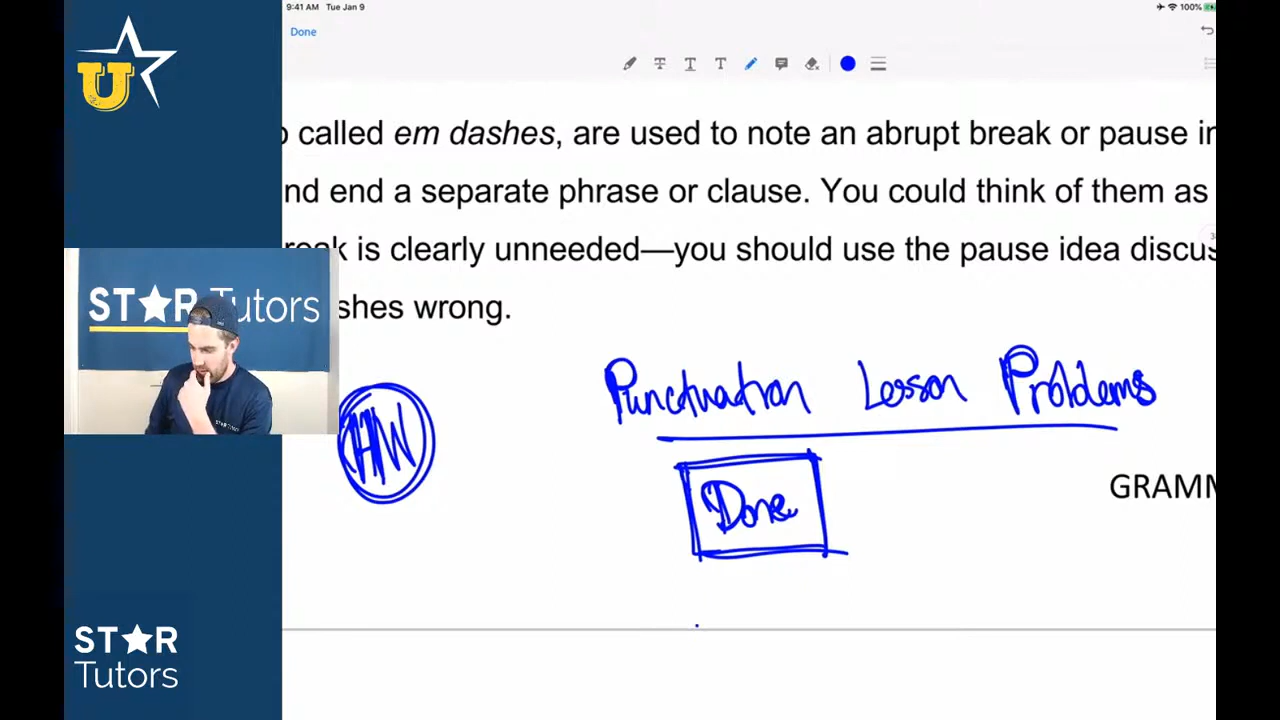 9:41 AM Tue Jan 9
100%
Done
U
called em dashes, are used to note an abrupt break or pause in
nd end a separate phrase or clause. You could think of them as
reak is clearly unneeded—you should use the pause idea discus
shes wrong.
STAR Tutors
STAR TUTORS
HW
Punctuation Lesson Problems
Done
GRAMM
STAR
Tutors